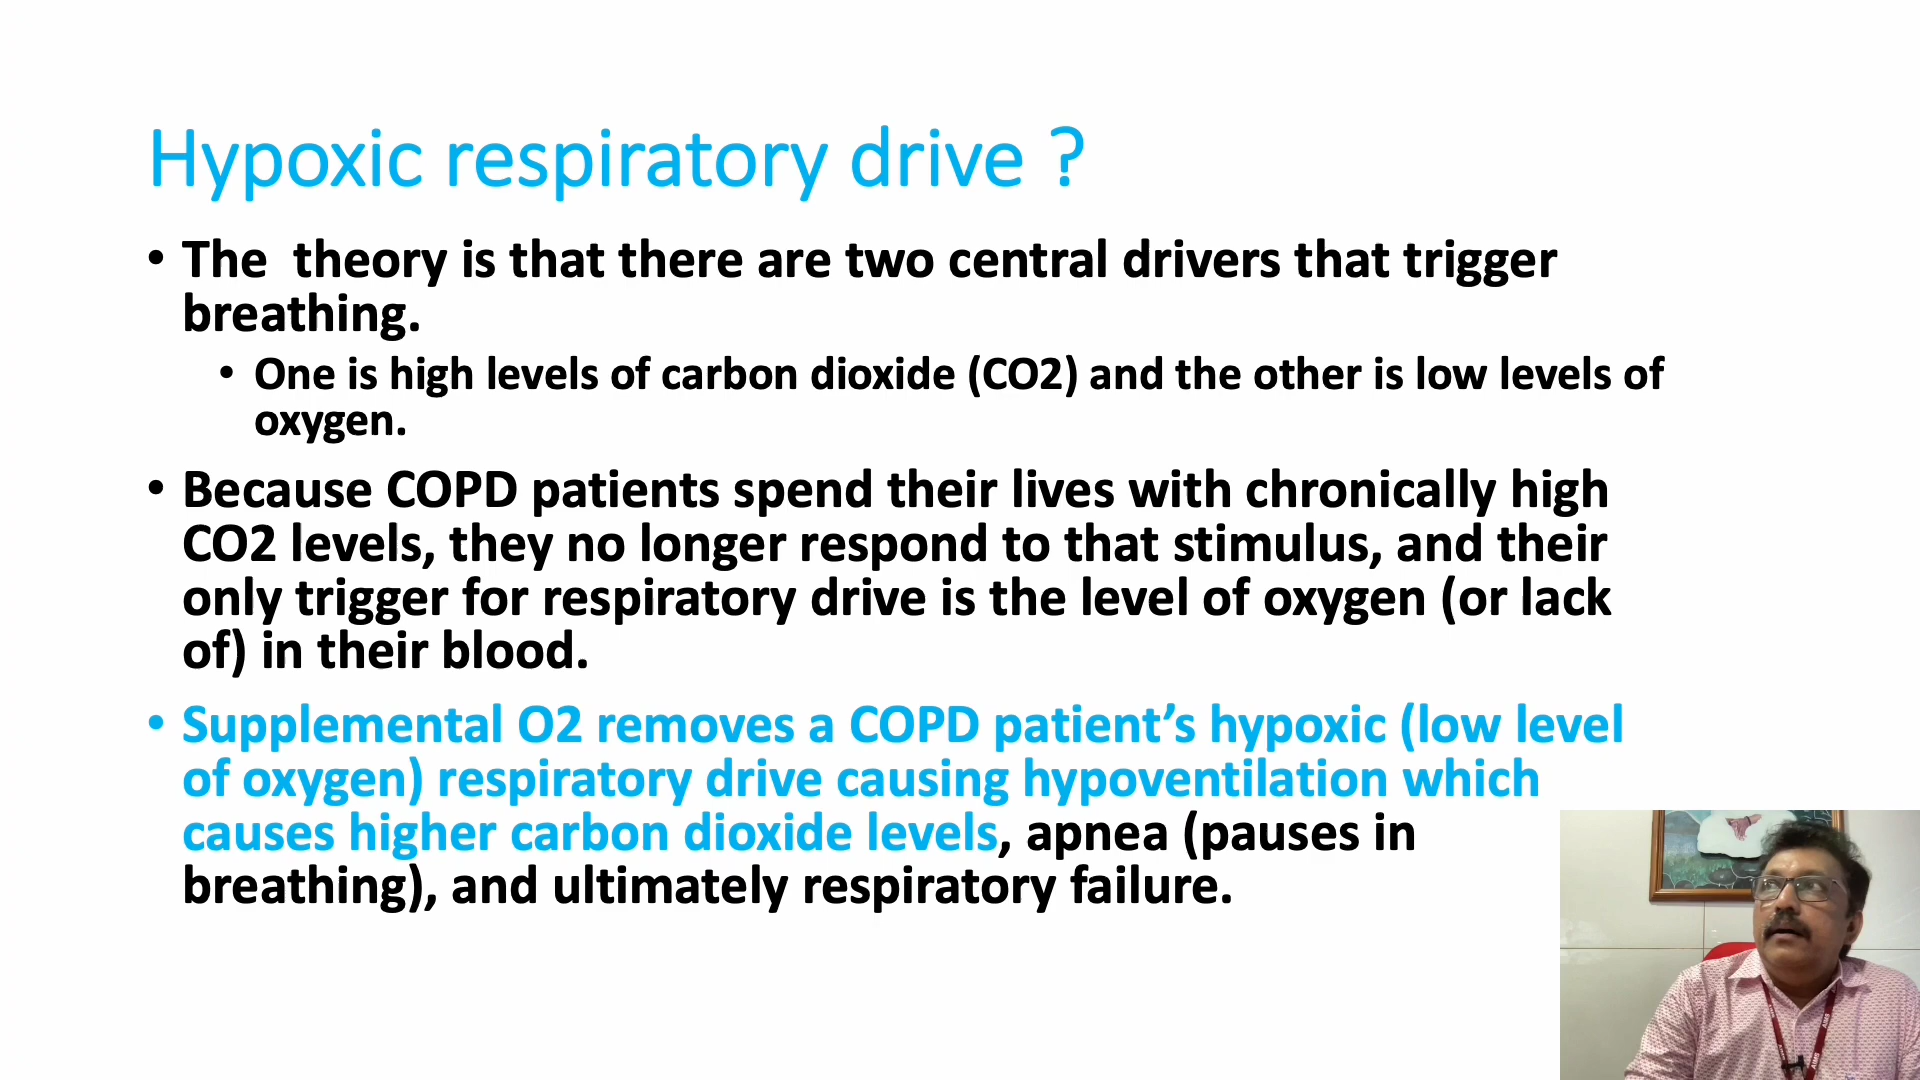 Hypoxic respiratory drive ?
• The  theory is that there are two central drivers that trigger
breathing.
• One is high levels of carbon dioxide (CO2) and the other is low levels of
oxygen.
• Because COPD patients spend their lives with chronically high
CO2 levels, they no longer respond to that stimulus, and their
only trigger for respiratory drive is the level of oxygen (or lack
of) in their blood.
• Supplemental O2 removes a COPD patient’s hypoxic (low level
of oxygen) respiratory drive causing hypoventilation which
causes higher carbon dioxide levels, apnea (pauses in
breathing), and ultimately respiratory failure.